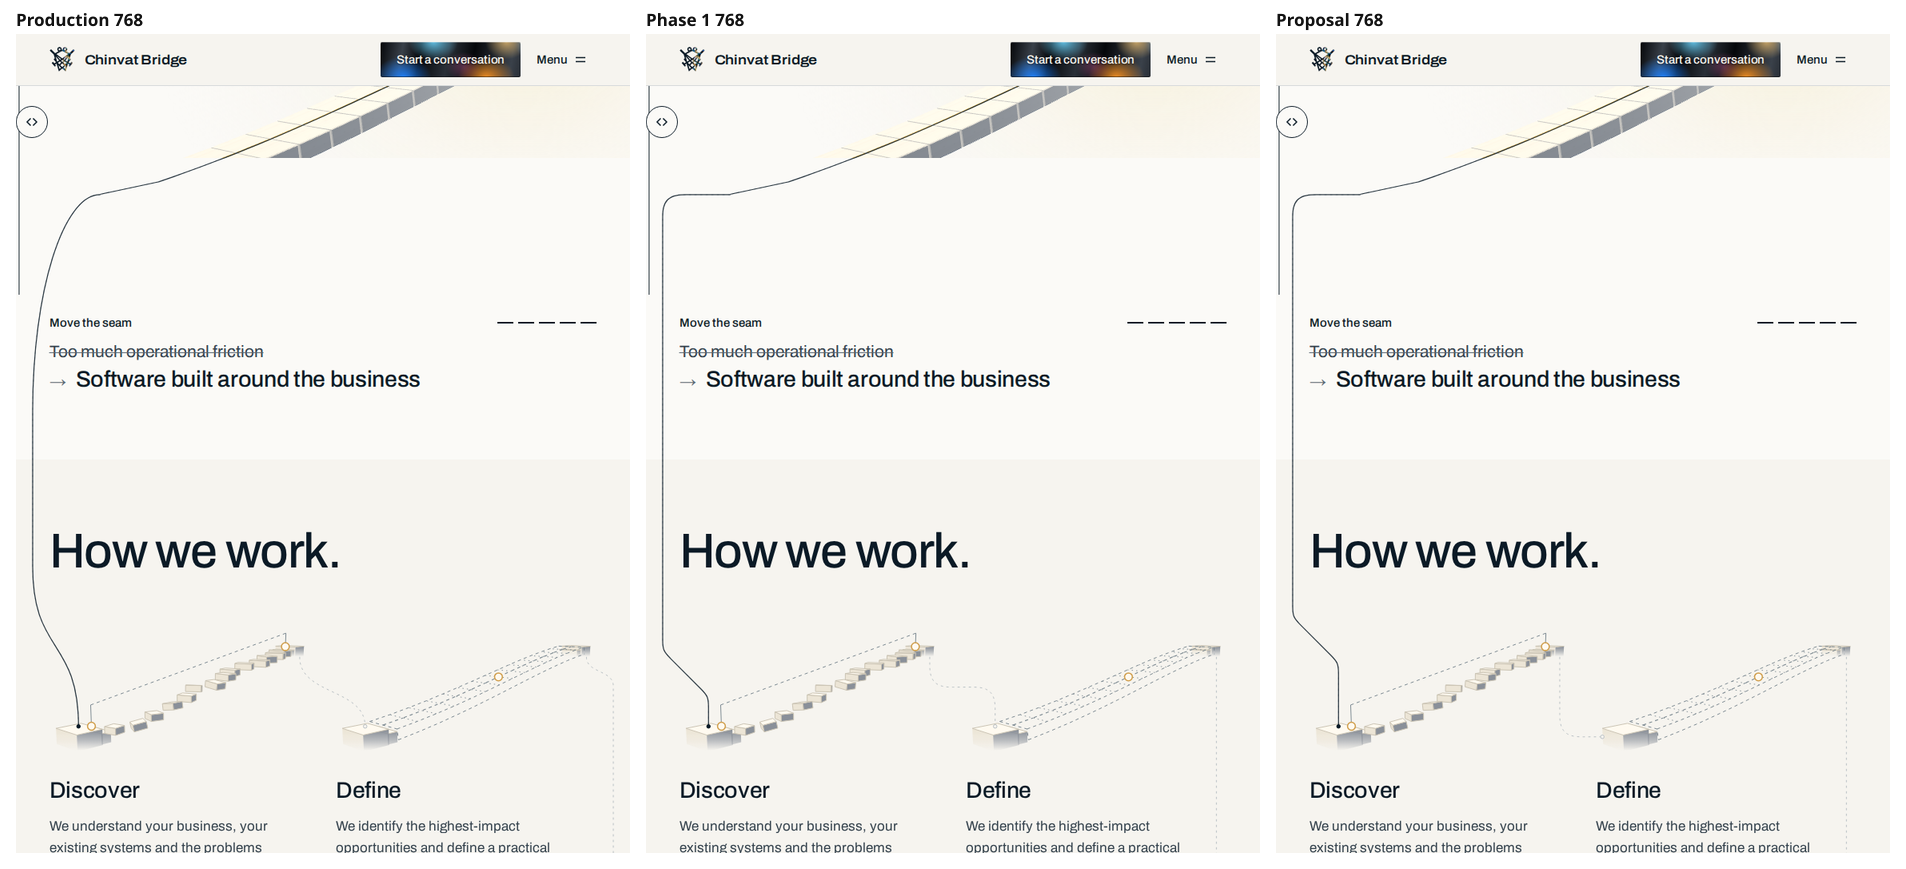 Production 768
Chinvat Bridge
Start a conversation
Menu
Move the seam
Too much operational friction
→ Software built around the business
How we work.
Discover
Define
We understand your business, your
existing systems and the problems
We identify the highest-impact
opportunities and define a practical
Phase 1 768
Chinvat Bridge
Start a conversation
Menu
Move the seam
Too much operational friction
→ Software built around the business
How we work.
Discover
Define
We understand your business, your
existing systems and the problems
We identify the highest-impact
opportunities and define a practical
Proposal 768
Chinvat Bridge
Start a conversation
Menu
Move the seam
Too much operational friction
→ Software built around the business
How we work.
Discover
Define
We understand your business, your
existing systems and the problems
We identify the highest-impact
opportunities and define a practical